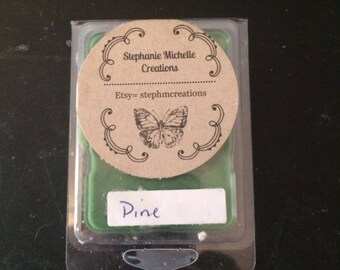 Stephanie Michelle
Creations
Etsy= stephmcreations
Pine